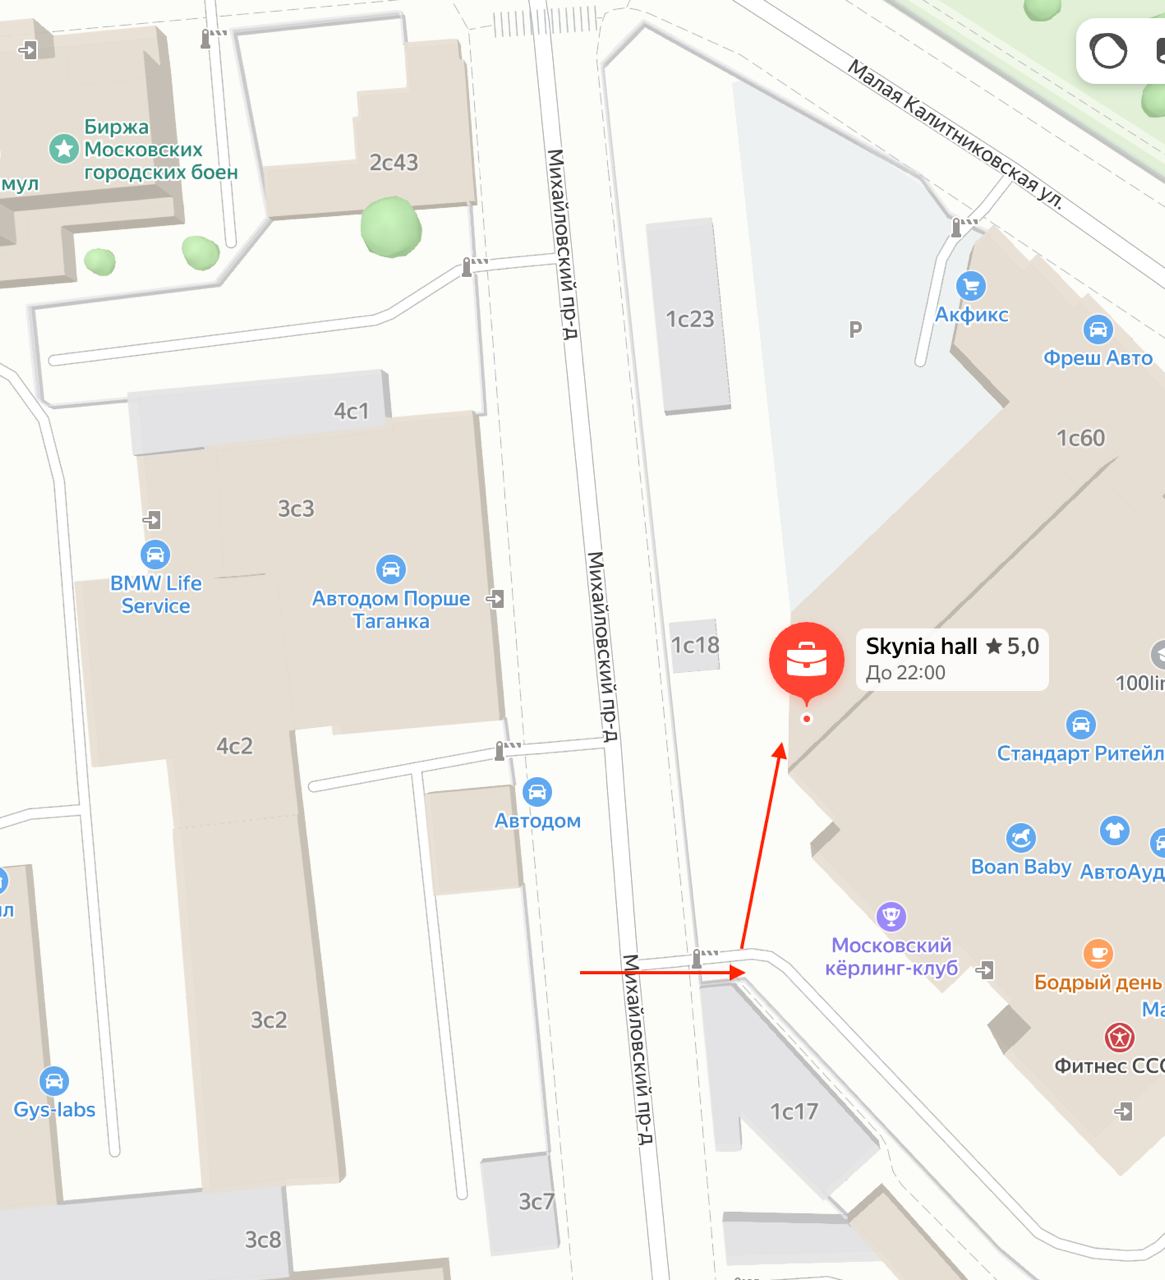 Малая Калитниковская ул.
Биржа
Московских
городских боен
мул
2с43
Михайловский пр-д
1с23
P
Акфикс
Фреш Авто
4с1
1с60
3с3
BMW Life
Service
Автодом Порше
Таганка
Михайловский пр-д
1с18
Skynia hall ★ 5,0
До 22:00
100lin
4с2
Стандарт Ритейл
Автодом
Boan Baby
АвтоАуд
Московский
кёрлинг-клуб
Бодрый день
Ма
Михайловский пр-д
3с2
Фитнес ССС
Gys-labs
1с17
3с7
3с8